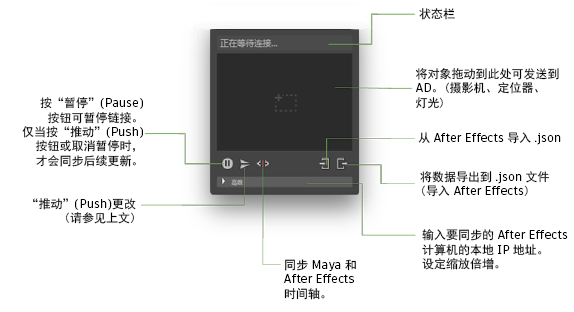 状态栏
正在等待连接...
将对象拖动到此处可发送到
AD。（摄影机、定位器、
灯光）
按“暂停”(Pause)
按钮可暂停链接。
仅当按“推动”(Push)
按钮或取消暂停时，
才会同步后续更新。
从 After Effects 导入 .json
将数据导出到 .json 文件
（导入 After Effects）
“推动”(Push)更改
（请参见上文）
输入要同步的 After Effects
计算机的本地 IP 地址。
设定缩放倍增。
同步 Maya 和
After Effects
时间轴。